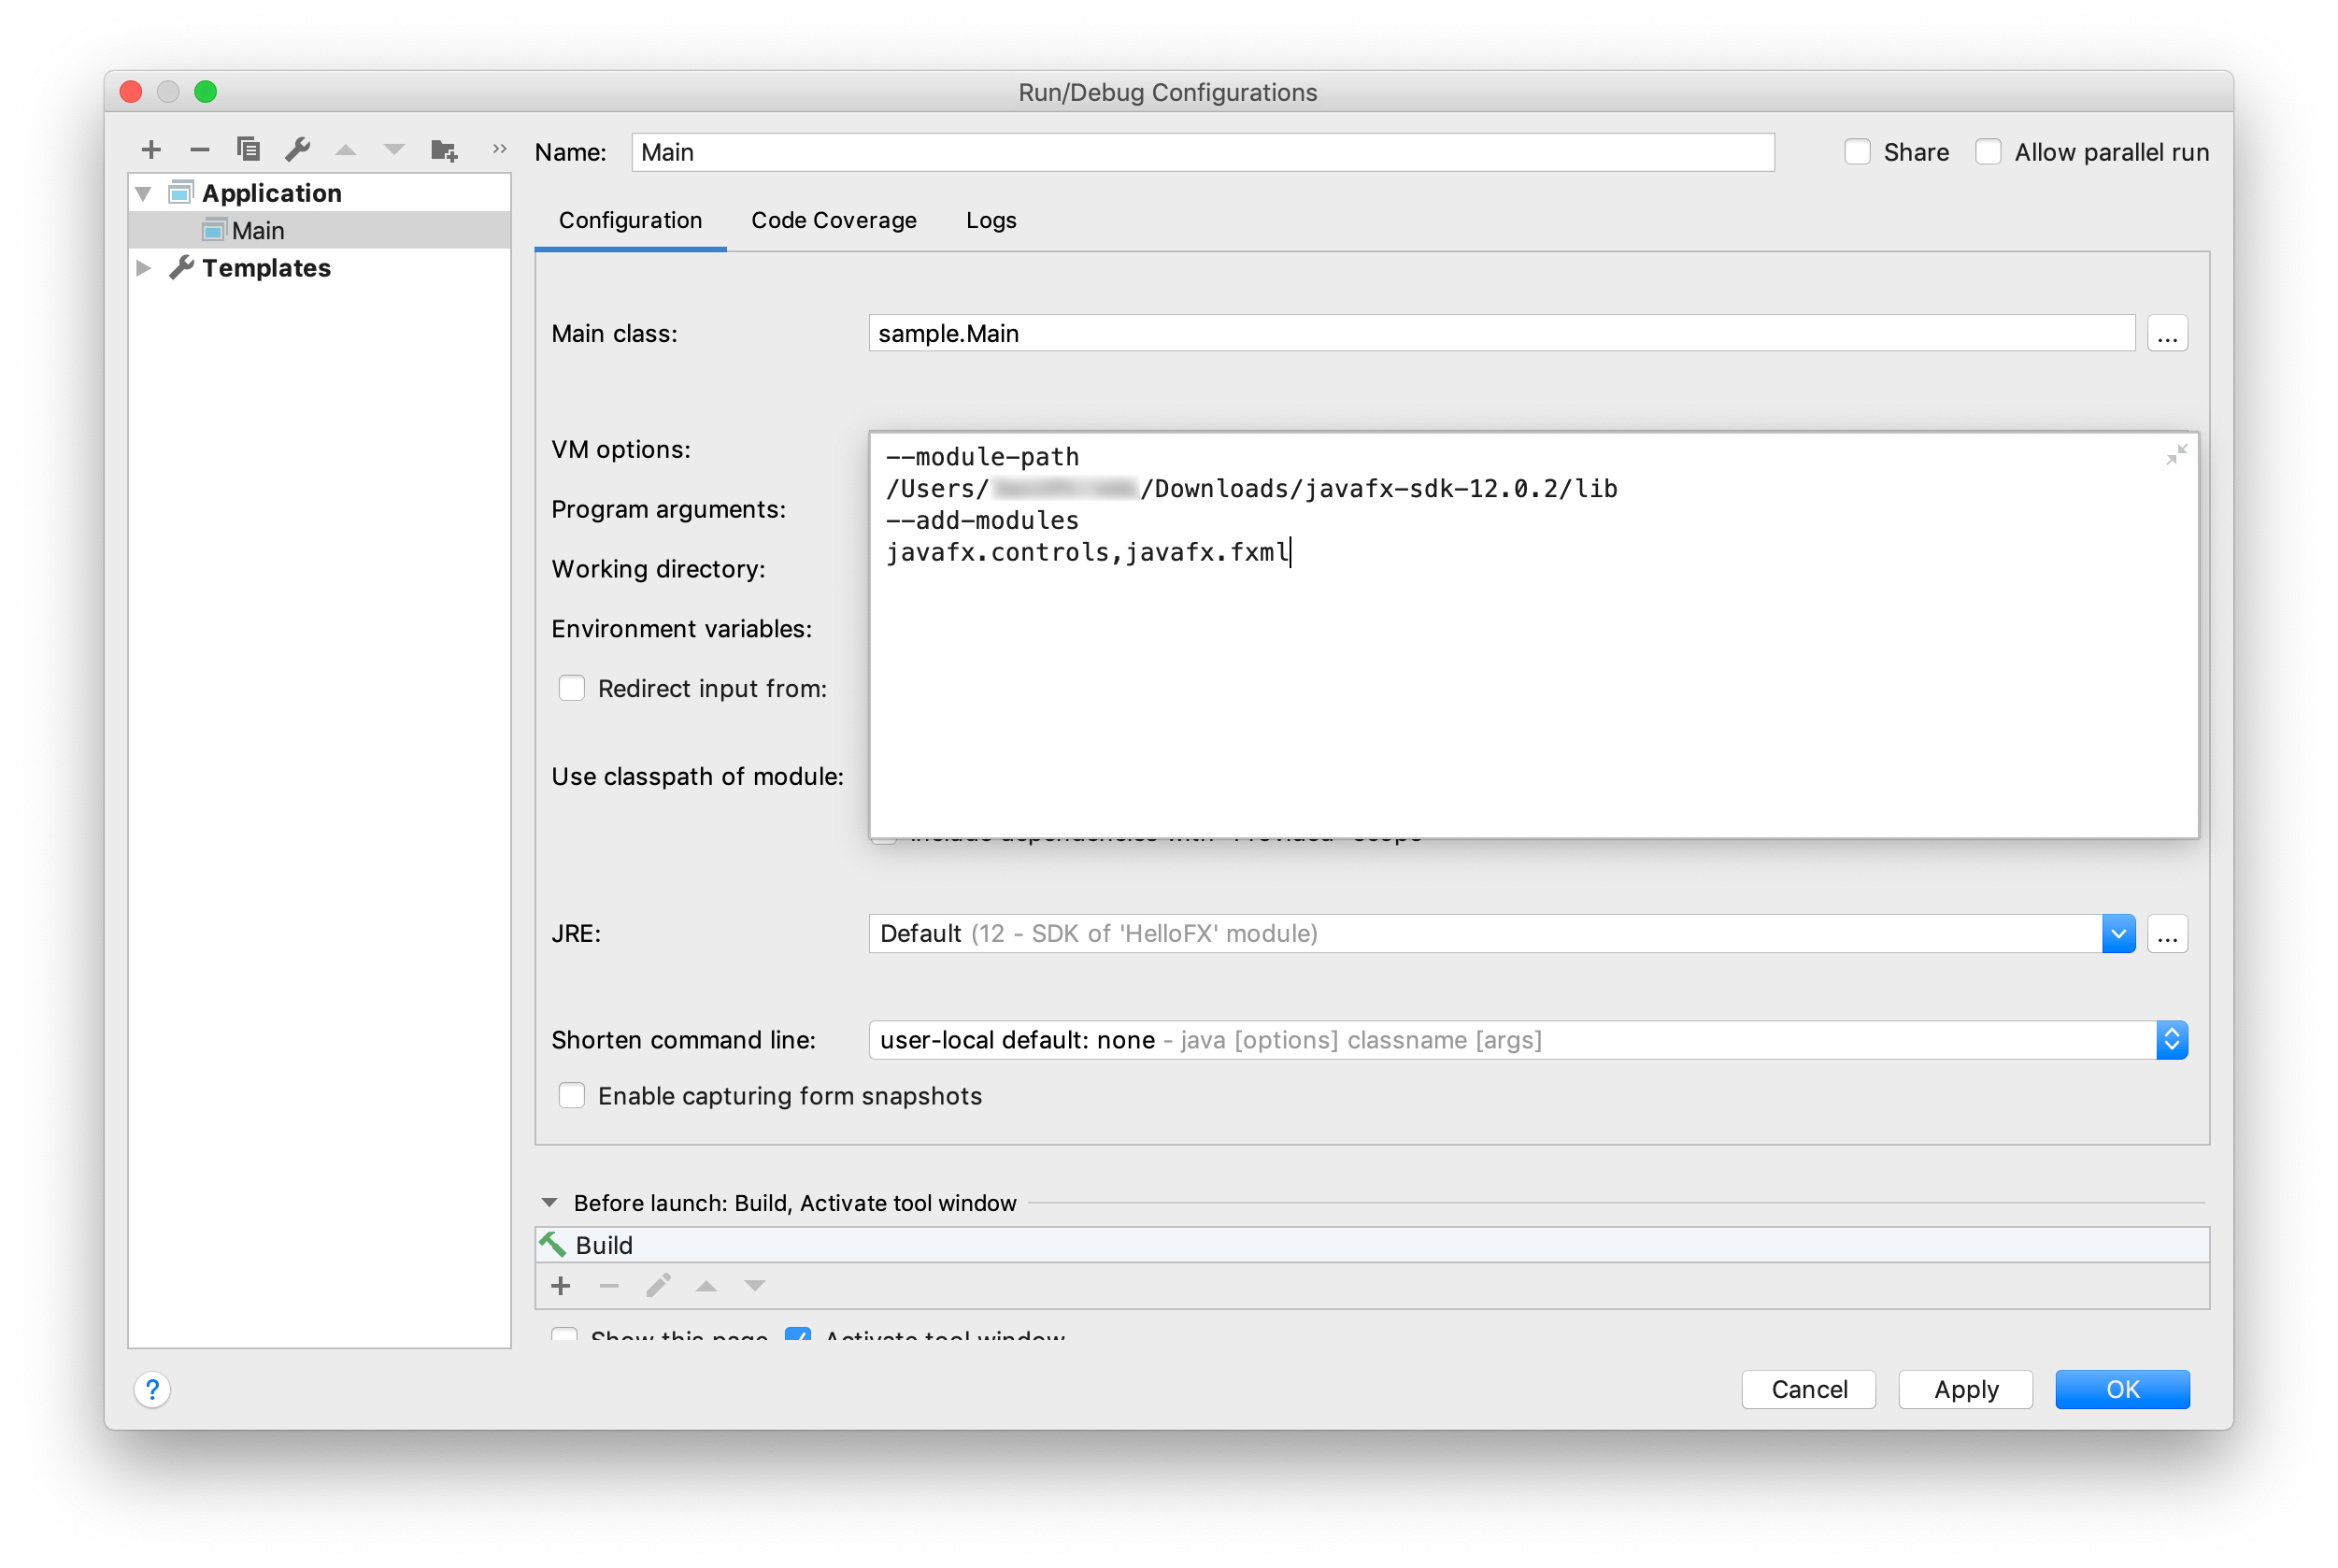 Run/Debug Configurations
Name: Main Share Allow parallel run
Application
Main
Templates
Configuration Code Coverage Logs
Main class: sample.Main ...
VM options:
--module-path
/Users/ /Downloads/javafx-sdk-12.0.2/lib
--add-modules
javafx.controls,javafx.fxml
Program arguments:
Working directory:
Environment variables:
Redirect input from:
Use classpath of module:
JRE: Default (12 - SDK of 'HelloFX' module) ...
Shorten command line: user-local default: none - java [options] classname [args]
Enable capturing form snapshots
Before launch: Build, Activate tool window
Build
Show this page Activate tool window
? Cancel Apply OK